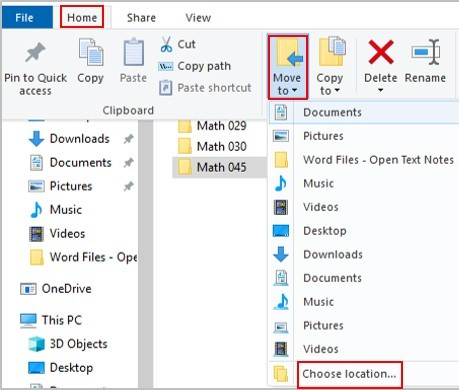 File
Home
Share
View
Pin to Quick
access
Copy
Paste
Cut
Copy path
Paste shortcut
Clipboard
Move
to
Copy
to
Delete
Rename
Downloads
Documents
Pictures
Music
Videos
Word Files - Ope
OneDrive
This PC
3D Objects
Desktop
Math 029
Math 030
Math 045
Documents
Pictures
Word Files - Open Text Notes
Music
Videos
Desktop
Downloads
Documents
Music
Pictures
Videos
Choose location...